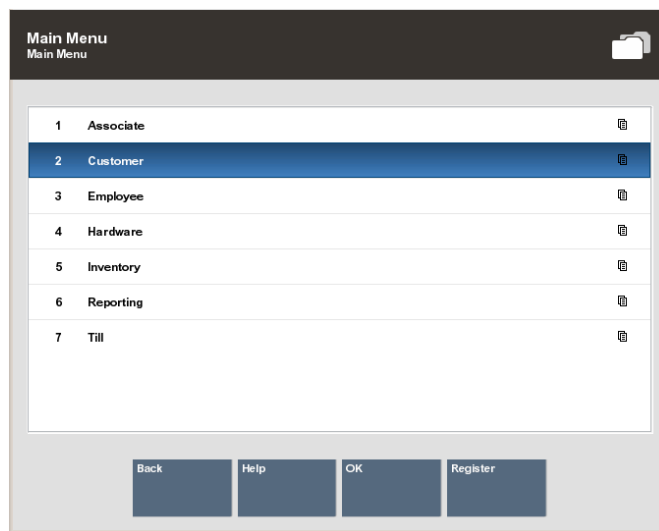 Main Menu
Main Menu
1 Associate
2 Customer
3 Employee
4 Hardware
5 Inventory
6 Reporting
7 Till
Back Help OK Register